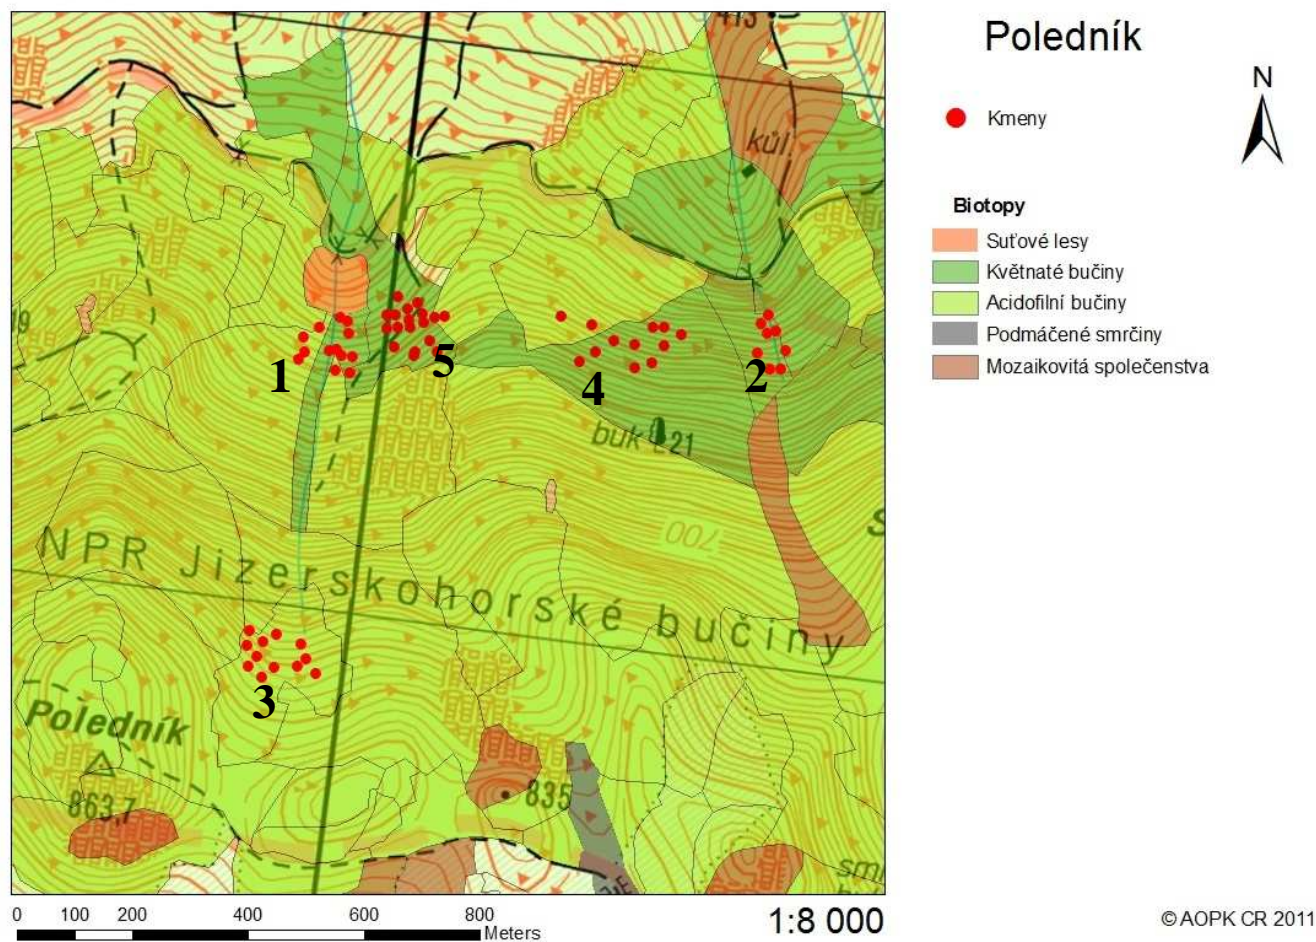 Poledník
N
Kmeny
Biotopy
Suťové lesy
Květnaté bučiny
Acidofilní bučiny
Podmáčené smrčiny
Mozaikovitá společenstva
kůl.
1
5
4
2
buk
21
700
NPR Jizerskohorské bučiny
3
Poledník
863,7
835
0 100 200 400 600 800
Meters
1:8 000
© AOPK CR 2011